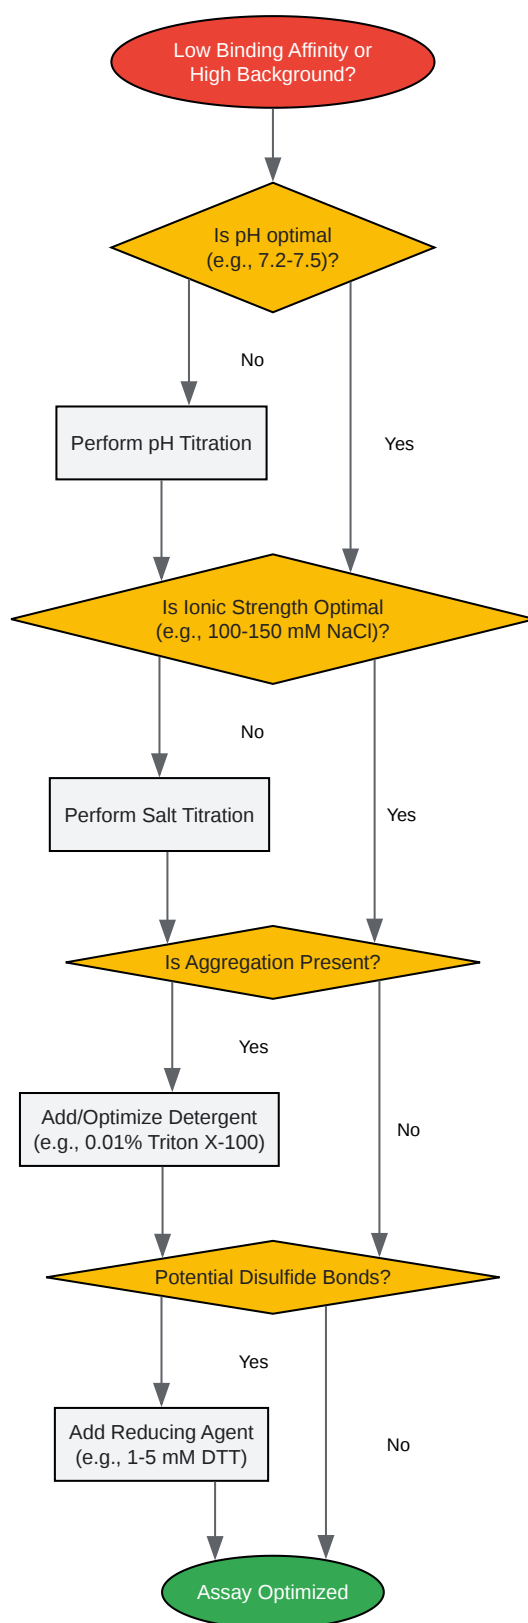 Low Binding Affinity or
High Background?
Is pH optimal
(e.g., 7.2-7.5)?
No
Perform pH Titration
Yes
Is Ionic Strength Optimal
(e.g., 100-150 mM NaCl)?
No
Perform Salt Titration
Yes
Is Aggregation Present?
Yes
Add/Optimize Detergent
(e.g., 0.01% Triton X-100)
No
Potential Disulfide Bonds?
Yes
Add Reducing Agent
(e.g., 1-5 mM DTT)
No
Assay Optimized